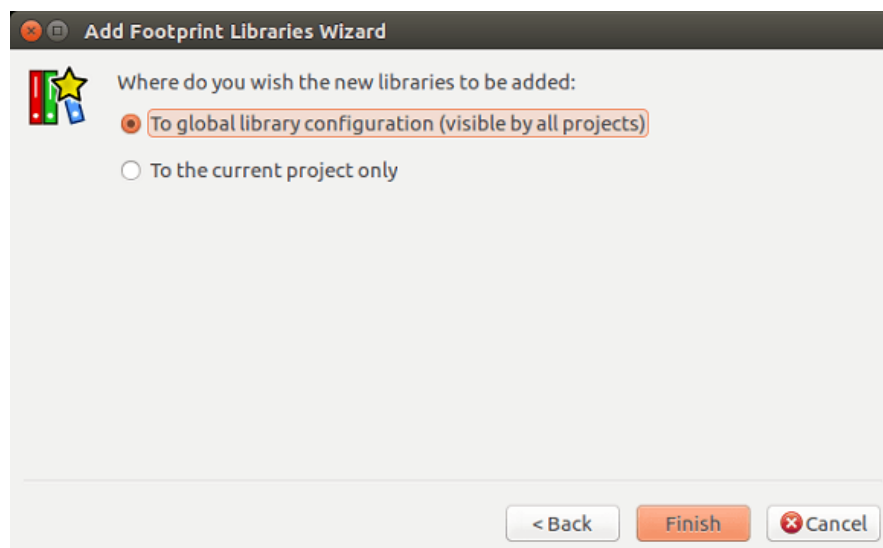 Add Footprint Libraries Wizard
Where do you wish the new libraries to be added:
To global library configuration (visible by all projects)
To the current project only
< Back Finish Cancel